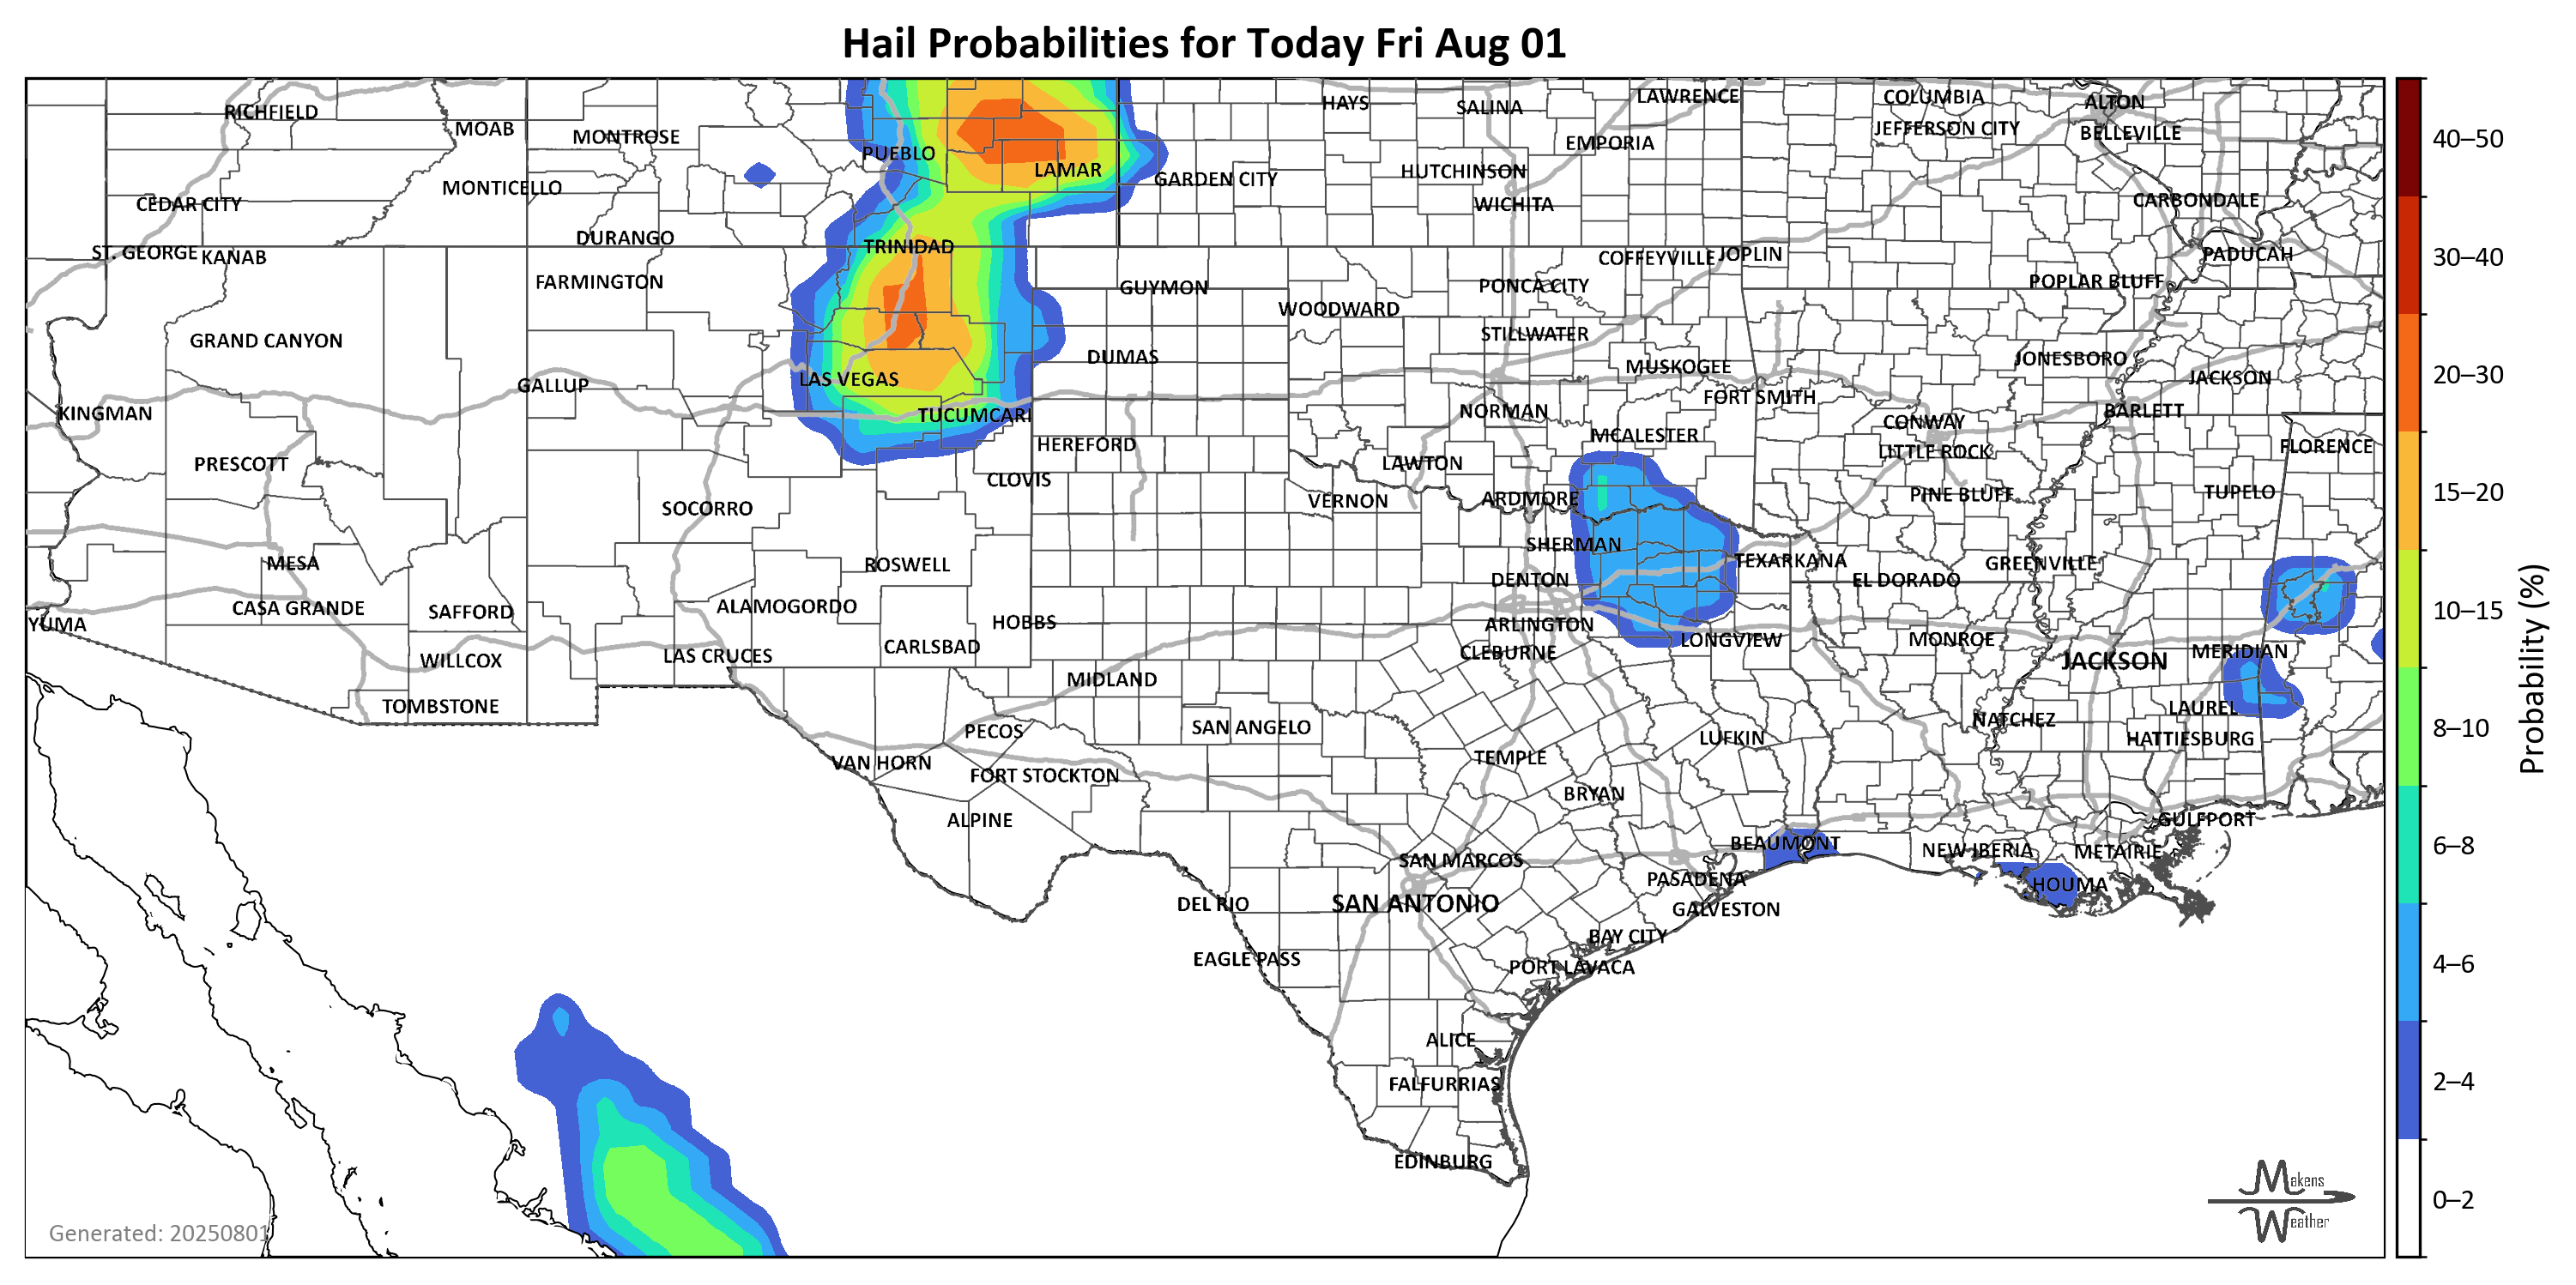 Hail Probabilities for Today Fri Aug 01
HAYS
LAWRENCE
COLUMBIA
ALTON
RICHFIELD
SALINA
MOAB
MONTROSE
JEFFERSON CITY
BELLEVILLE
40–50
PUEBLO
EMPORIA
LAMAR
HUTCHINSON
GARDEN CITY
MONTICELLO
CEDAR CITY
WICHITA
CARBONDALE
DURANGO
TRINIDAD
ST. GEORGE
KANAB
COFFEYVILLE
JOPLIN
PADUCAH
30–40
FARMINGTON
GUYMON
PONCA CITY
POPLAR BLUFF
WOODWARD
GRAND CANYON
STILLWATER
DUMAS
MUSKOGEE
JONESBORO
20–30
GALLUP
LAS VEGAS
JACKSON
FORT SMITH
KINGMAN
TUCUMCARI
NORMAN
BARLETT
CONWAY
HEREFORD
MCALESTER
FLORENCE
PRESCOTT
LAWTON
LITTLE ROCK
CLOVIS
15–20
SOCORRO
VERNON
ARDMORE
PINE BLUFF
TUPELO
SHERMAN
MESA
ROSWELL
TEXARKANA
GREENVILLE
DENTON
EL DORADO
CASA GRANDE
SAFFORD
ALAMOGORDO
10–15
YUMA
HOBBS
ARLINGTON
LONGVIEW
MONROE
CARLSBAD
CLEBURNE
MERIDIAN
WILLCOX
LAS CRUCES
JACKSON
MIDLAND
TOMBSTONE
LAUREL
NATCHEZ
SAN ANGELO
PECOS
LUFKIN
HATTIESBURG
8–10
Probability (%)
VAN HORN
FORT STOCKTON
TEMPLE
BRYAN
ALPINE
GULFPORT
BEAUMONT
NEW IBERIA
METAIRIE
6–8
SAN MARCOS
PASADENA
HOUMA
DEL RIO
SAN ANTONIO
GALVESTON
BAY CITY
EAGLE PASS
PORT LAVACA
4–6
ALICE
FALFURRIAS
2–4
EDINBURG
Makens
Weather
0–2
Generated: 20250801